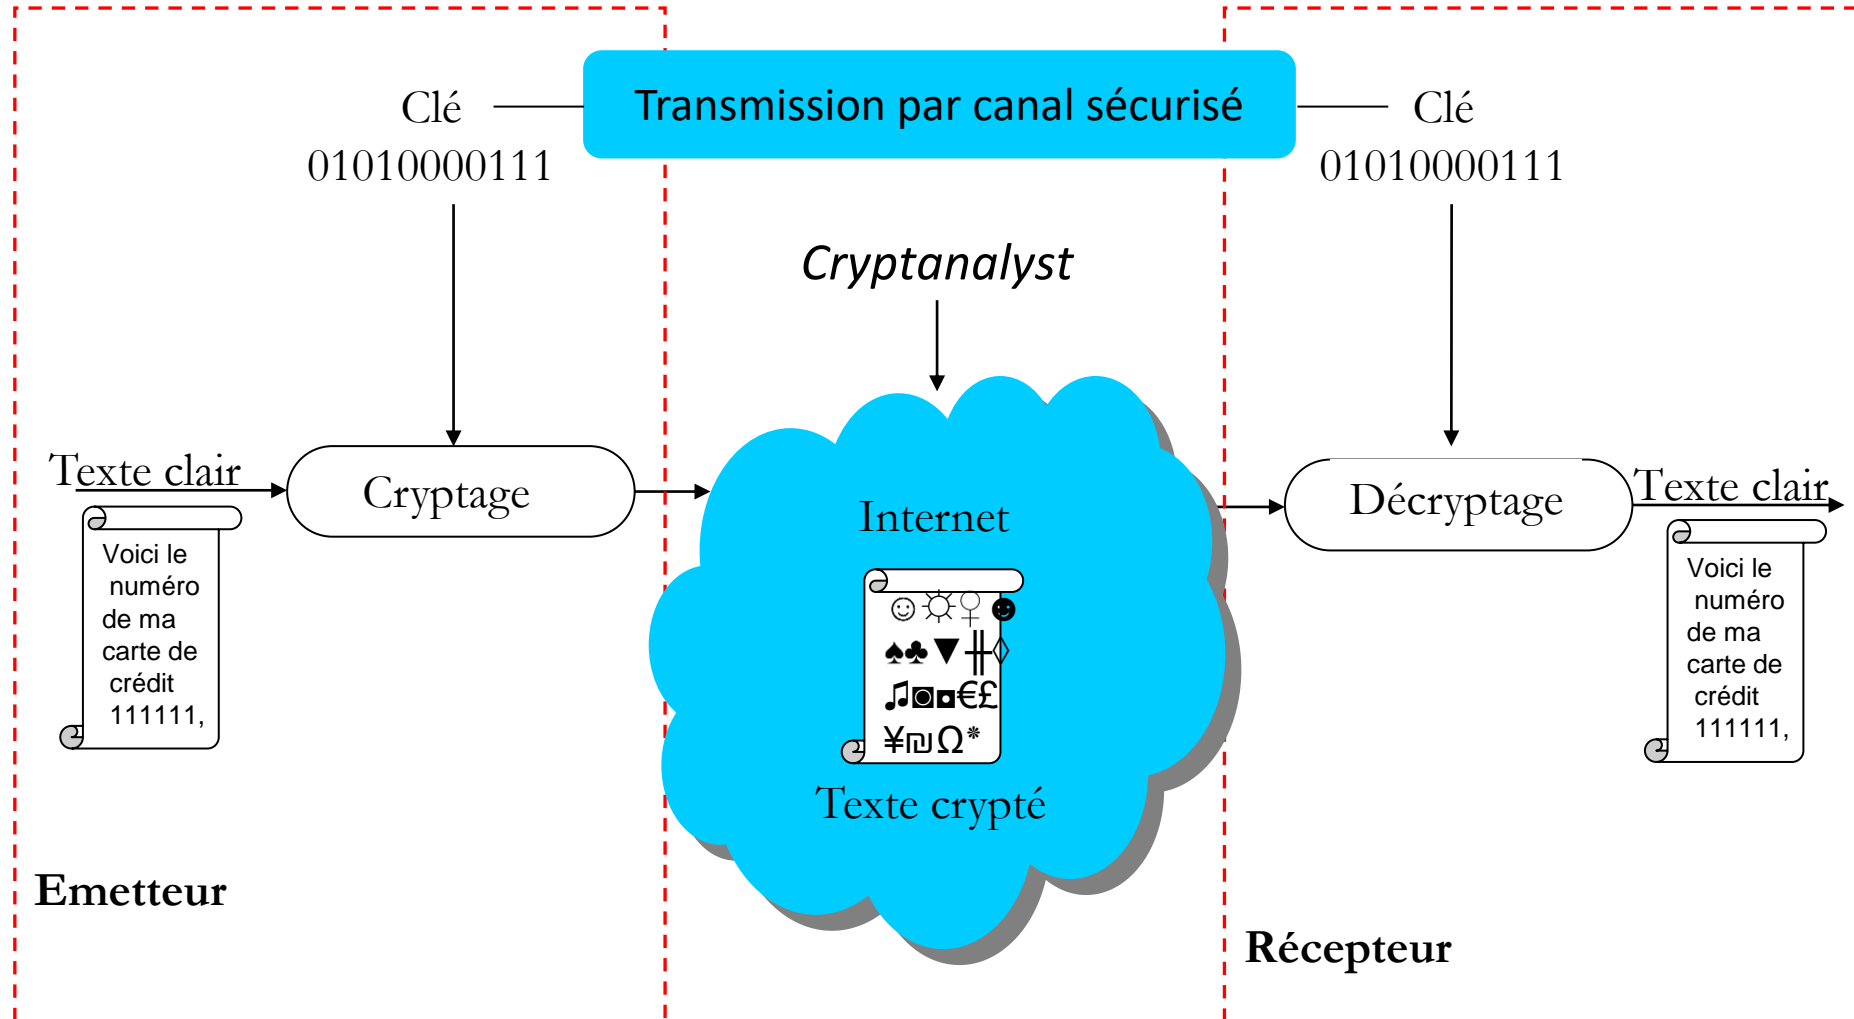 Transmission par canal sécurisé
Clé
01010000111
Clé
01010000111
Cryptanalyst
Texte clair
Cryptage
Voici le
numéro
de ma
carte de
crédit
111111,
Internet
☺☼♀☻
♠♣▼╫◊
♫◙◘€£
¥₪Ω*
Texte crypté
Décryptage
Texte clair
Voici le
numéro
de ma
carte de
crédit
111111,
Emetteur
Récepteur